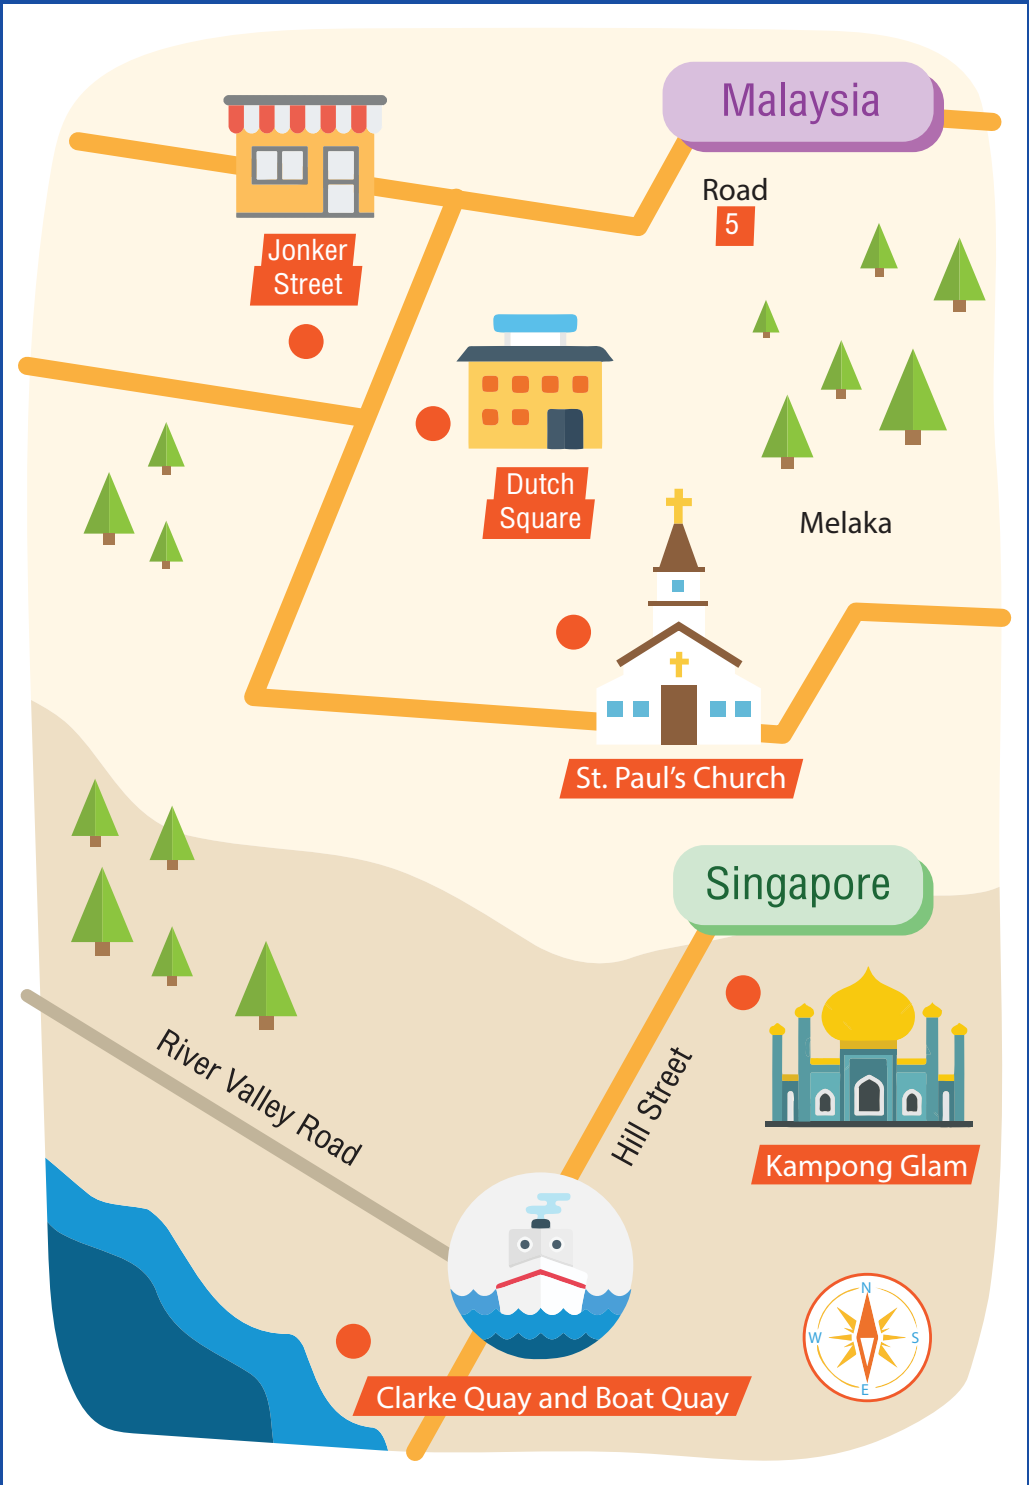 Malaysia
Road
5
Jonker
Street
Dutch
Square
Melaka
St. Paul's Church
Singapore
River Valley Road
Hill Street
Kampong Glam
N
W
S
E
Clarke Quay and Boat Quay